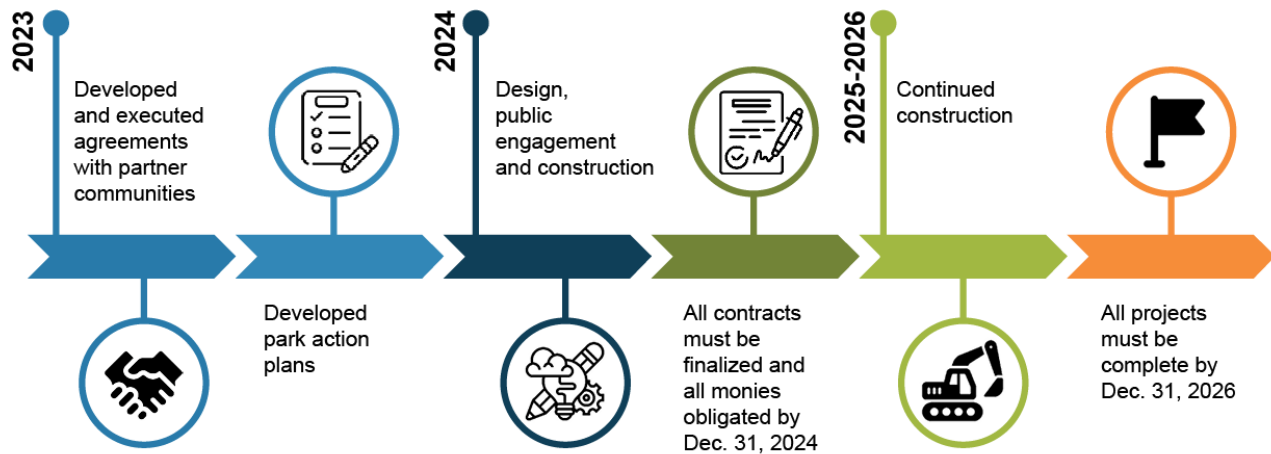 2023
Developed
and executed
agreements
with partner
communities
Developed
park action
plans
2024
Design,
public
engagement
and construction
All contracts
must be
finalized and
all monies
obligated by
Dec. 31, 2024
2025-2026
Continued
construction
All projects
must be
complete by
Dec. 31, 2026